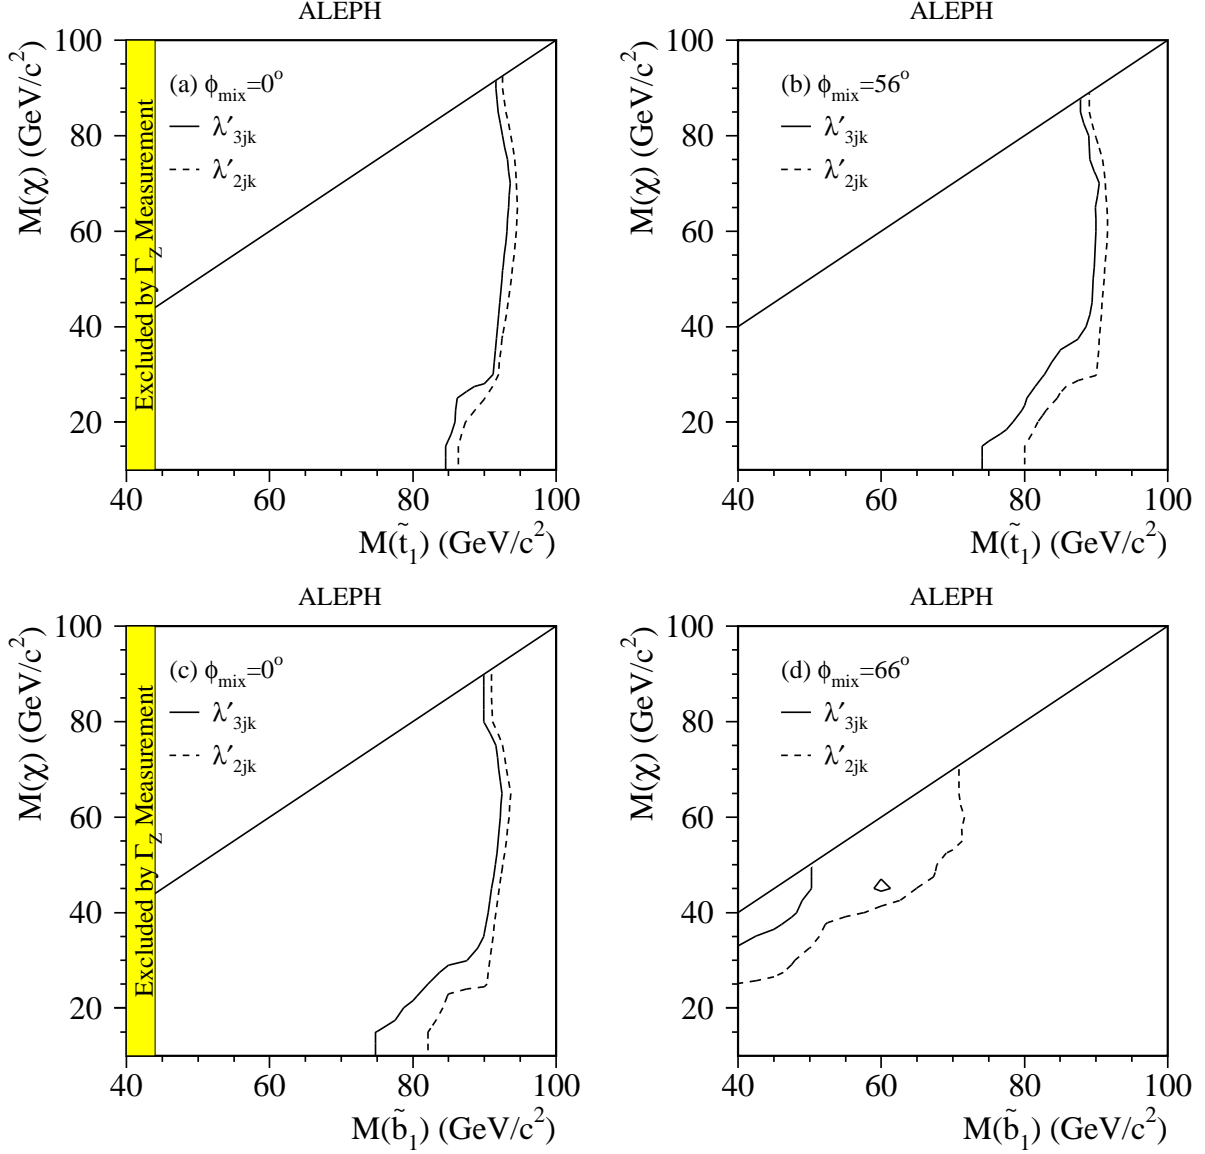 ALEPH
M(χ) (GeV/c²)
100
80
60
40
20
(a) ϕmix=0°
λ′3jk
λ′2jk
Excluded by ΓZ Measurement
40 60 80 100
M(t̃1) (GeV/c²)
ALEPH
M(χ) (GeV/c²)
100
80
60
40
20
(b) ϕmix=56°
λ′3jk
λ′2jk
40 60 80 100
M(t̃1) (GeV/c²)
ALEPH
M(χ) (GeV/c²)
100
80
60
40
20
(c) ϕmix=0°
λ′3jk
λ′2jk
Excluded by ΓZ Measurement
40 60 80 100
M(b̃1) (GeV/c²)
ALEPH
M(χ) (GeV/c²)
100
80
60
40
20
(d) ϕmix=66°
λ′3jk
λ′2jk
40 60 80 100
M(b̃1) (GeV/c²)